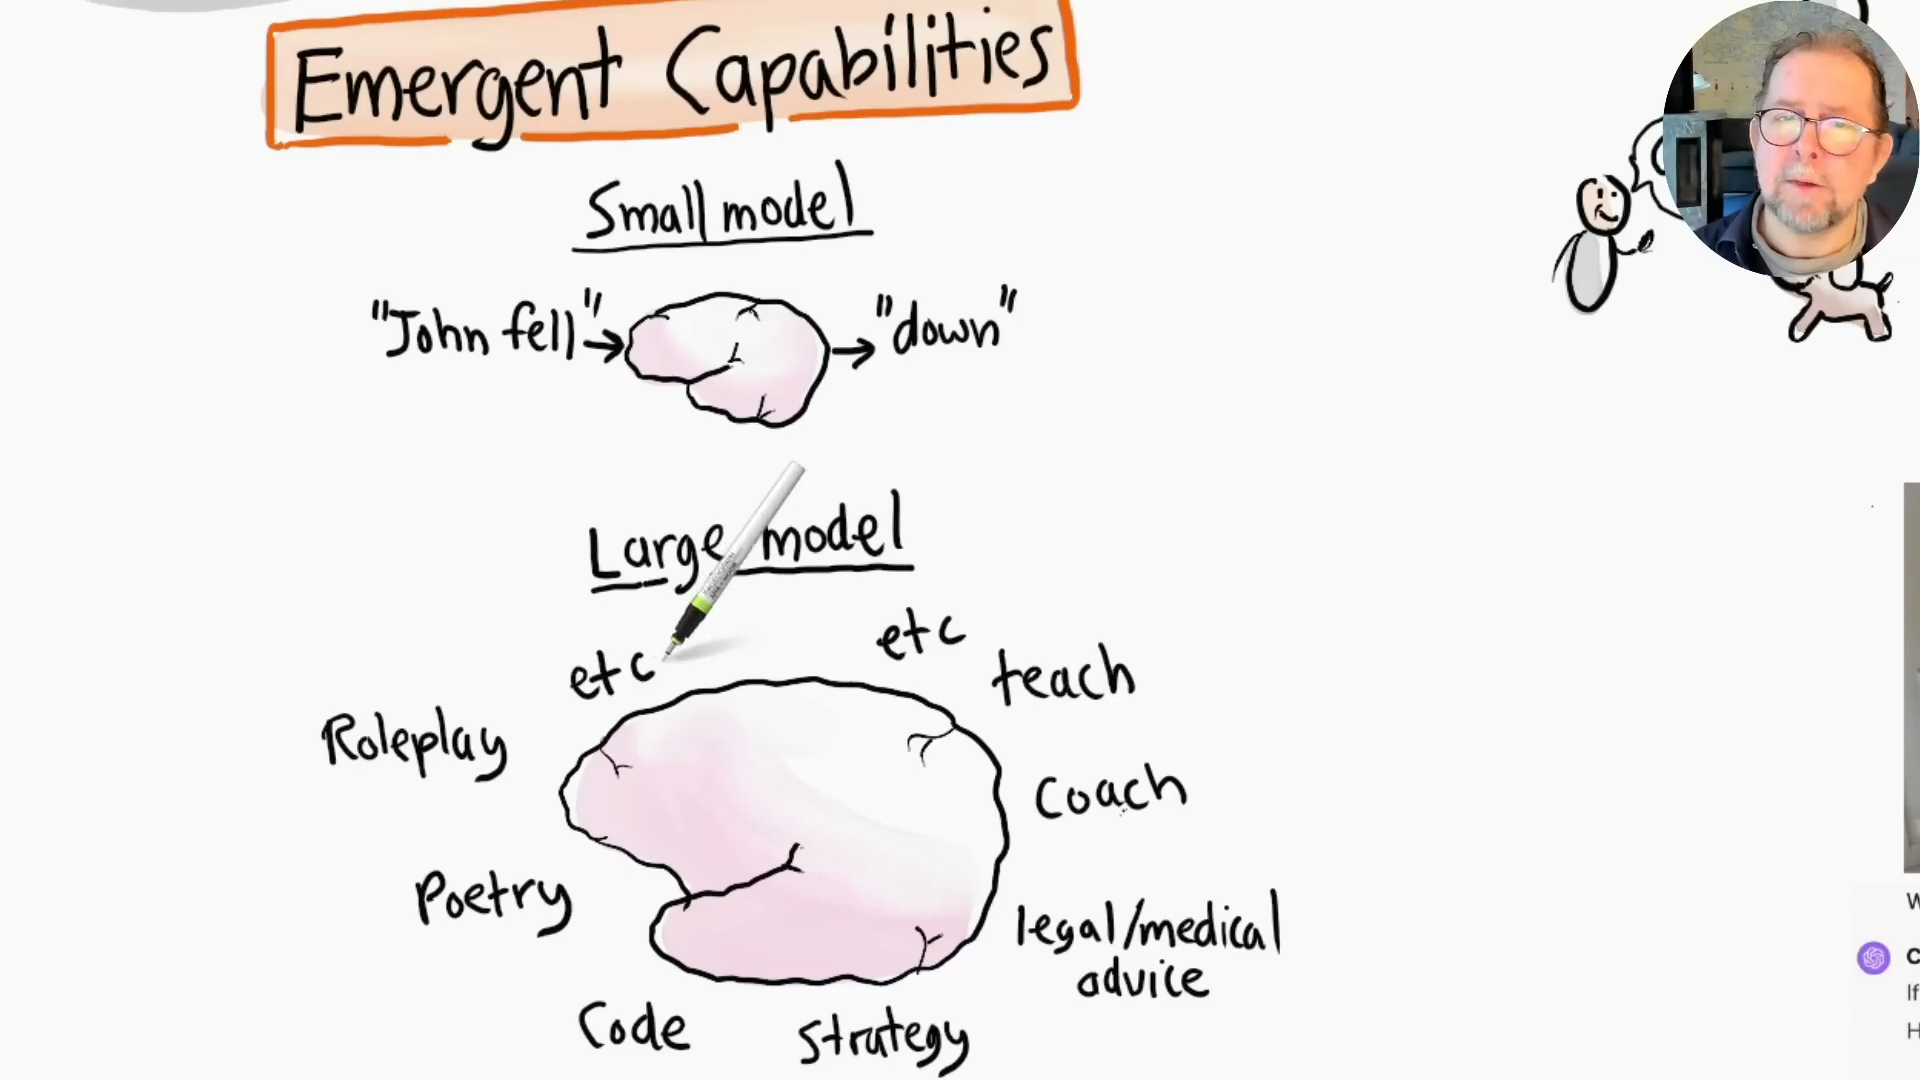 Emergent Capabilities
Small model
"John fell" "down"
Large model
etc
etc
teach
Roleplay
Coach
Poetry
legal/medical
advice
Code
Strategy
W
C
If
H